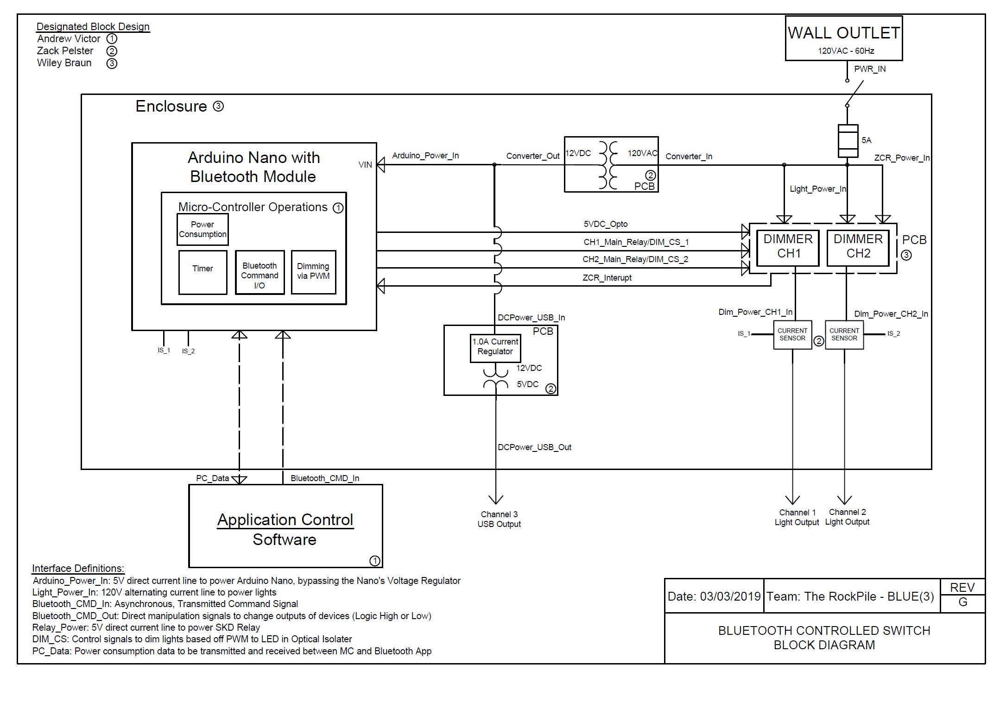 Designated Block Design
Andrew Victor 1
Zack Pelster 2
Wiley Braun 3
WALL OUTLET
120VAC - 60Hz
PWR_IN
Enclosure 3
5A
ZCR_Power_In
Arduino Nano with
Bluetooth Module
VIN
Arduino_Power_In
Converter_Out
12VDC
120VAC
2
PCB
Converter_In
Light_Power_In
Micro-Controller Operations 1
Power
Consumption
Timer
Bluetooth
Command
I/O
Dimming
via PWM
5VDC_Opto
CH1_Main_Relay/DIM_CS_1
CH2_Main_Relay/DIM_CS_2
ZCR_Interupt
DIMMER
CH1
DIMMER
CH2
PCB
3
Dim_Power_CH1_In
Dim_Power_CH2_In
IS_1
CURRENT
SENSOR
2
CURRENT
SENSOR
IS_2
IS_1
IS_2
DCPower_USB_In
PCB
1.0A Current
Regulator
12VDC
5VDC
2
DCPower_USB_Out
PC_Data
Bluetooth_CMD_In
Application Control
Software
1
Channel 3
USB Output
Channel 1
Light Output
Channel 2
Light Output
Interface Definitions:
Arduino_Power_In: 5V direct current line to power Arduino Nano, bypassing the Nano's Voltage Regulator
Light_Power_In: 120V alternating current line to power lights
Bluetooth_CMD_In: Asynchronous, Transmitted Command Signal
Bluetooth_CMD_Out: Direct manipulation signals to change outputs of devices (Logic High or Low)
Relay_Power: 5V direct current line to power SKD Relay
DIM_CS: Control signals to dim lights based off PWM to LED in Optical Isolater
PC_Data: Power consumption data to be transmitted and received between MC and Bluetooth App
Date: 03/03/2019
Team: The RockPile - BLUE(3)
REV
G
BLUETOOTH CONTROLLED SWITCH
BLOCK DIAGRAM